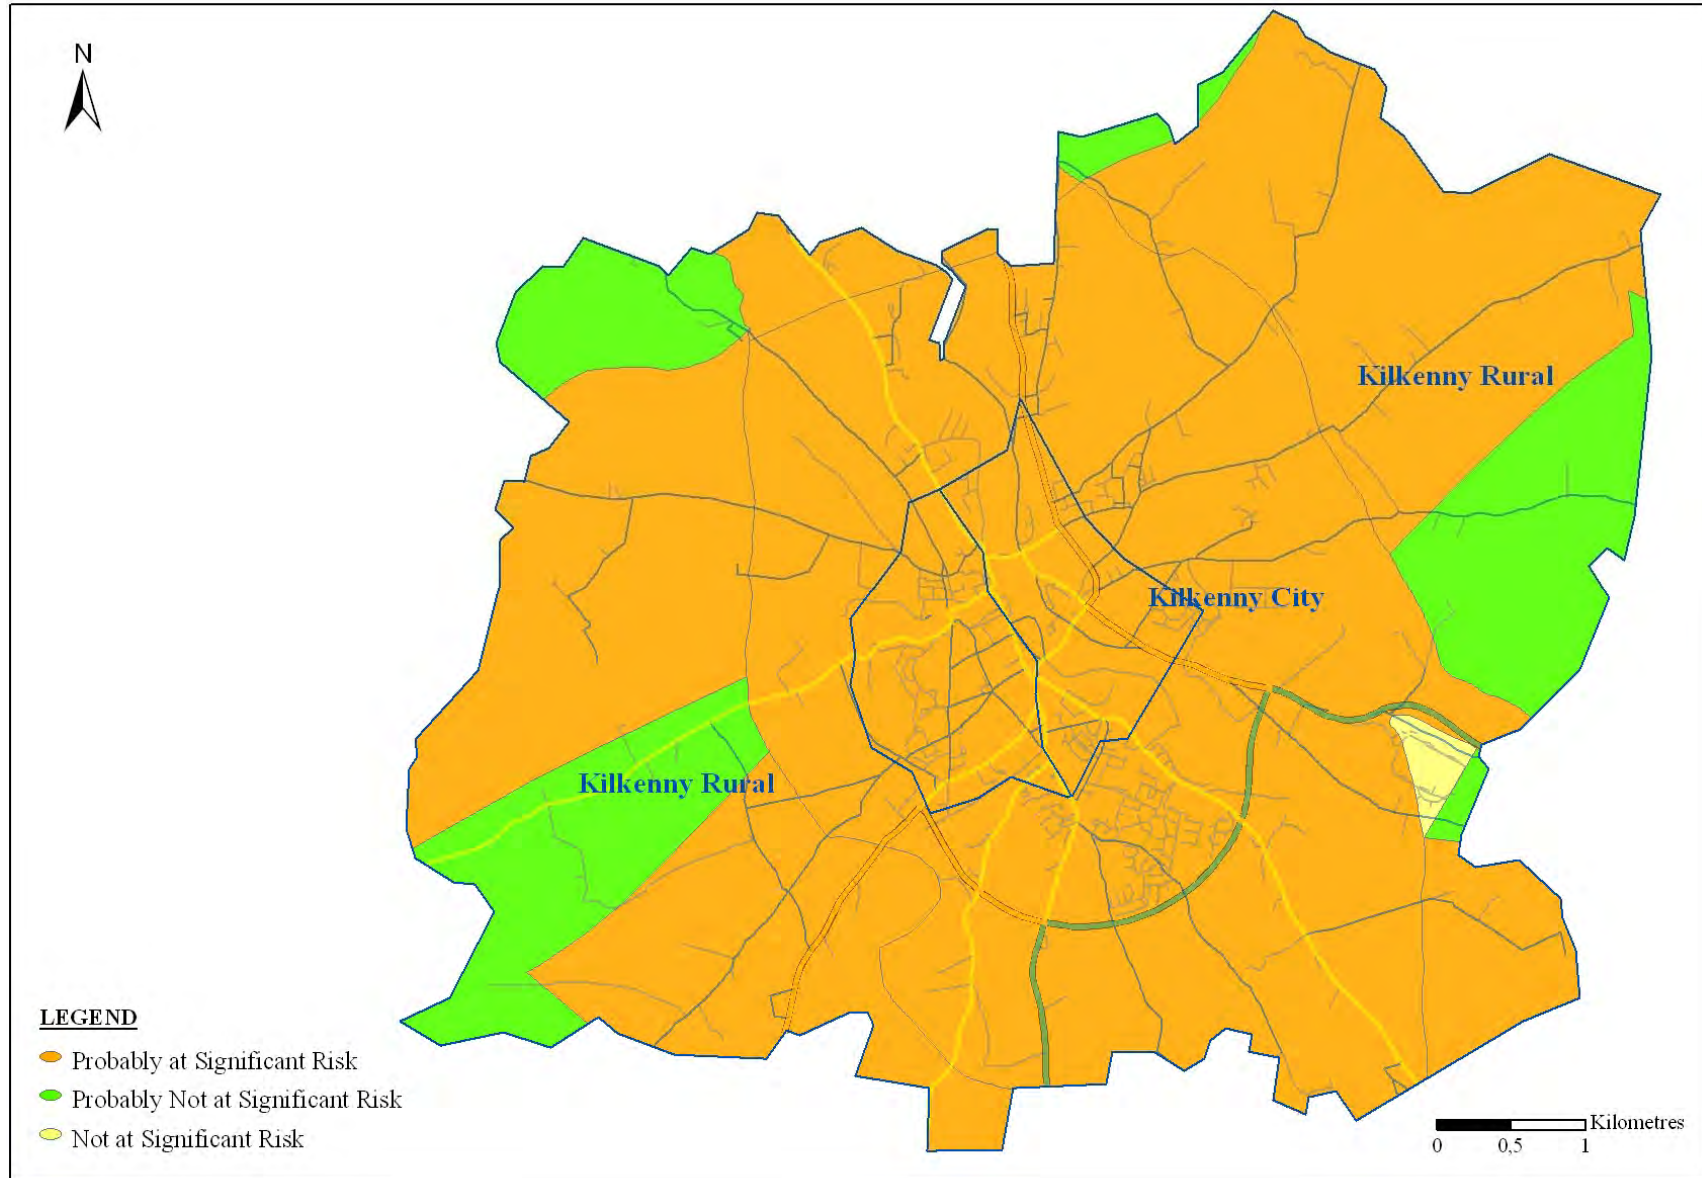 N
Kilkenny Rural
Kilkenny City
Kilkenny Rural
LEGEND
Probably at Significant Risk
Probably Not at Significant Risk
Not at Significant Risk
Kilometres
0 0,5 1